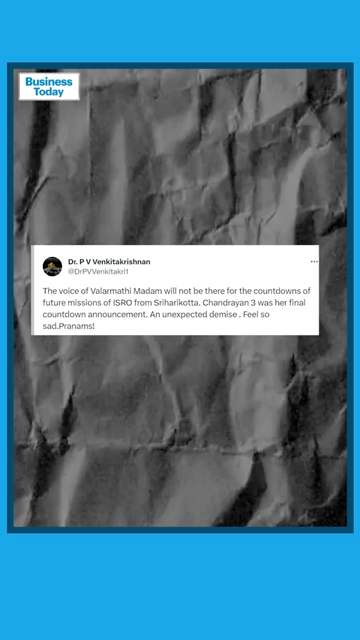 Business
Today
Dr. P V Venkitakrishnan
@DrPVVenkitakri1
The voice of Valarmathi Madam will not be there for the countdowns of
future missions of ISRO from Sriharikotta. Chandrayan 3 was her final
countdown announcement. An unexpected demise . Feel so
sad.Pranams!